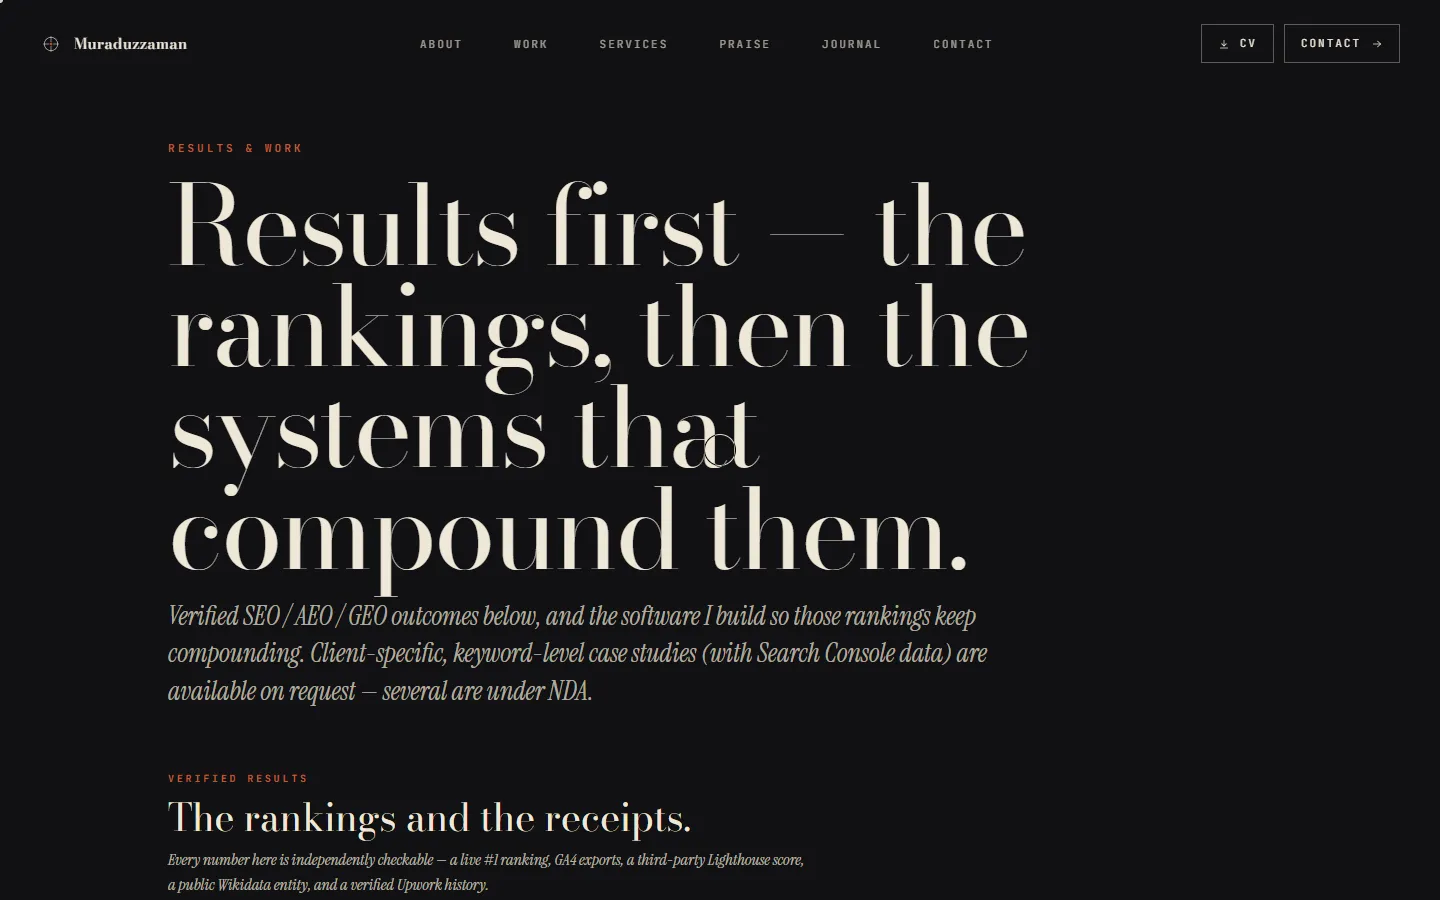 Muraduzzaman
ABOUT
WORK
SERVICES
PRAISE
JOURNAL
CONTACT
CV
CONTACT →
RESULTS & WORK
Results first — the
rankings, then the
systems that
compound them.
Verified SEO / AEO / GEO outcomes below, and the software I build so those rankings keep
compounding. Client-specific, keyword-level case studies (with Search Console data) are
available on request — several are under NDA.
VERIFIED RESULTS
The rankings and the receipts.
Every number here is independently checkable — a live #1 ranking, GA4 exports, a third-party Lighthouse score,
a public Wikidata entity, and a verified Upwork history.